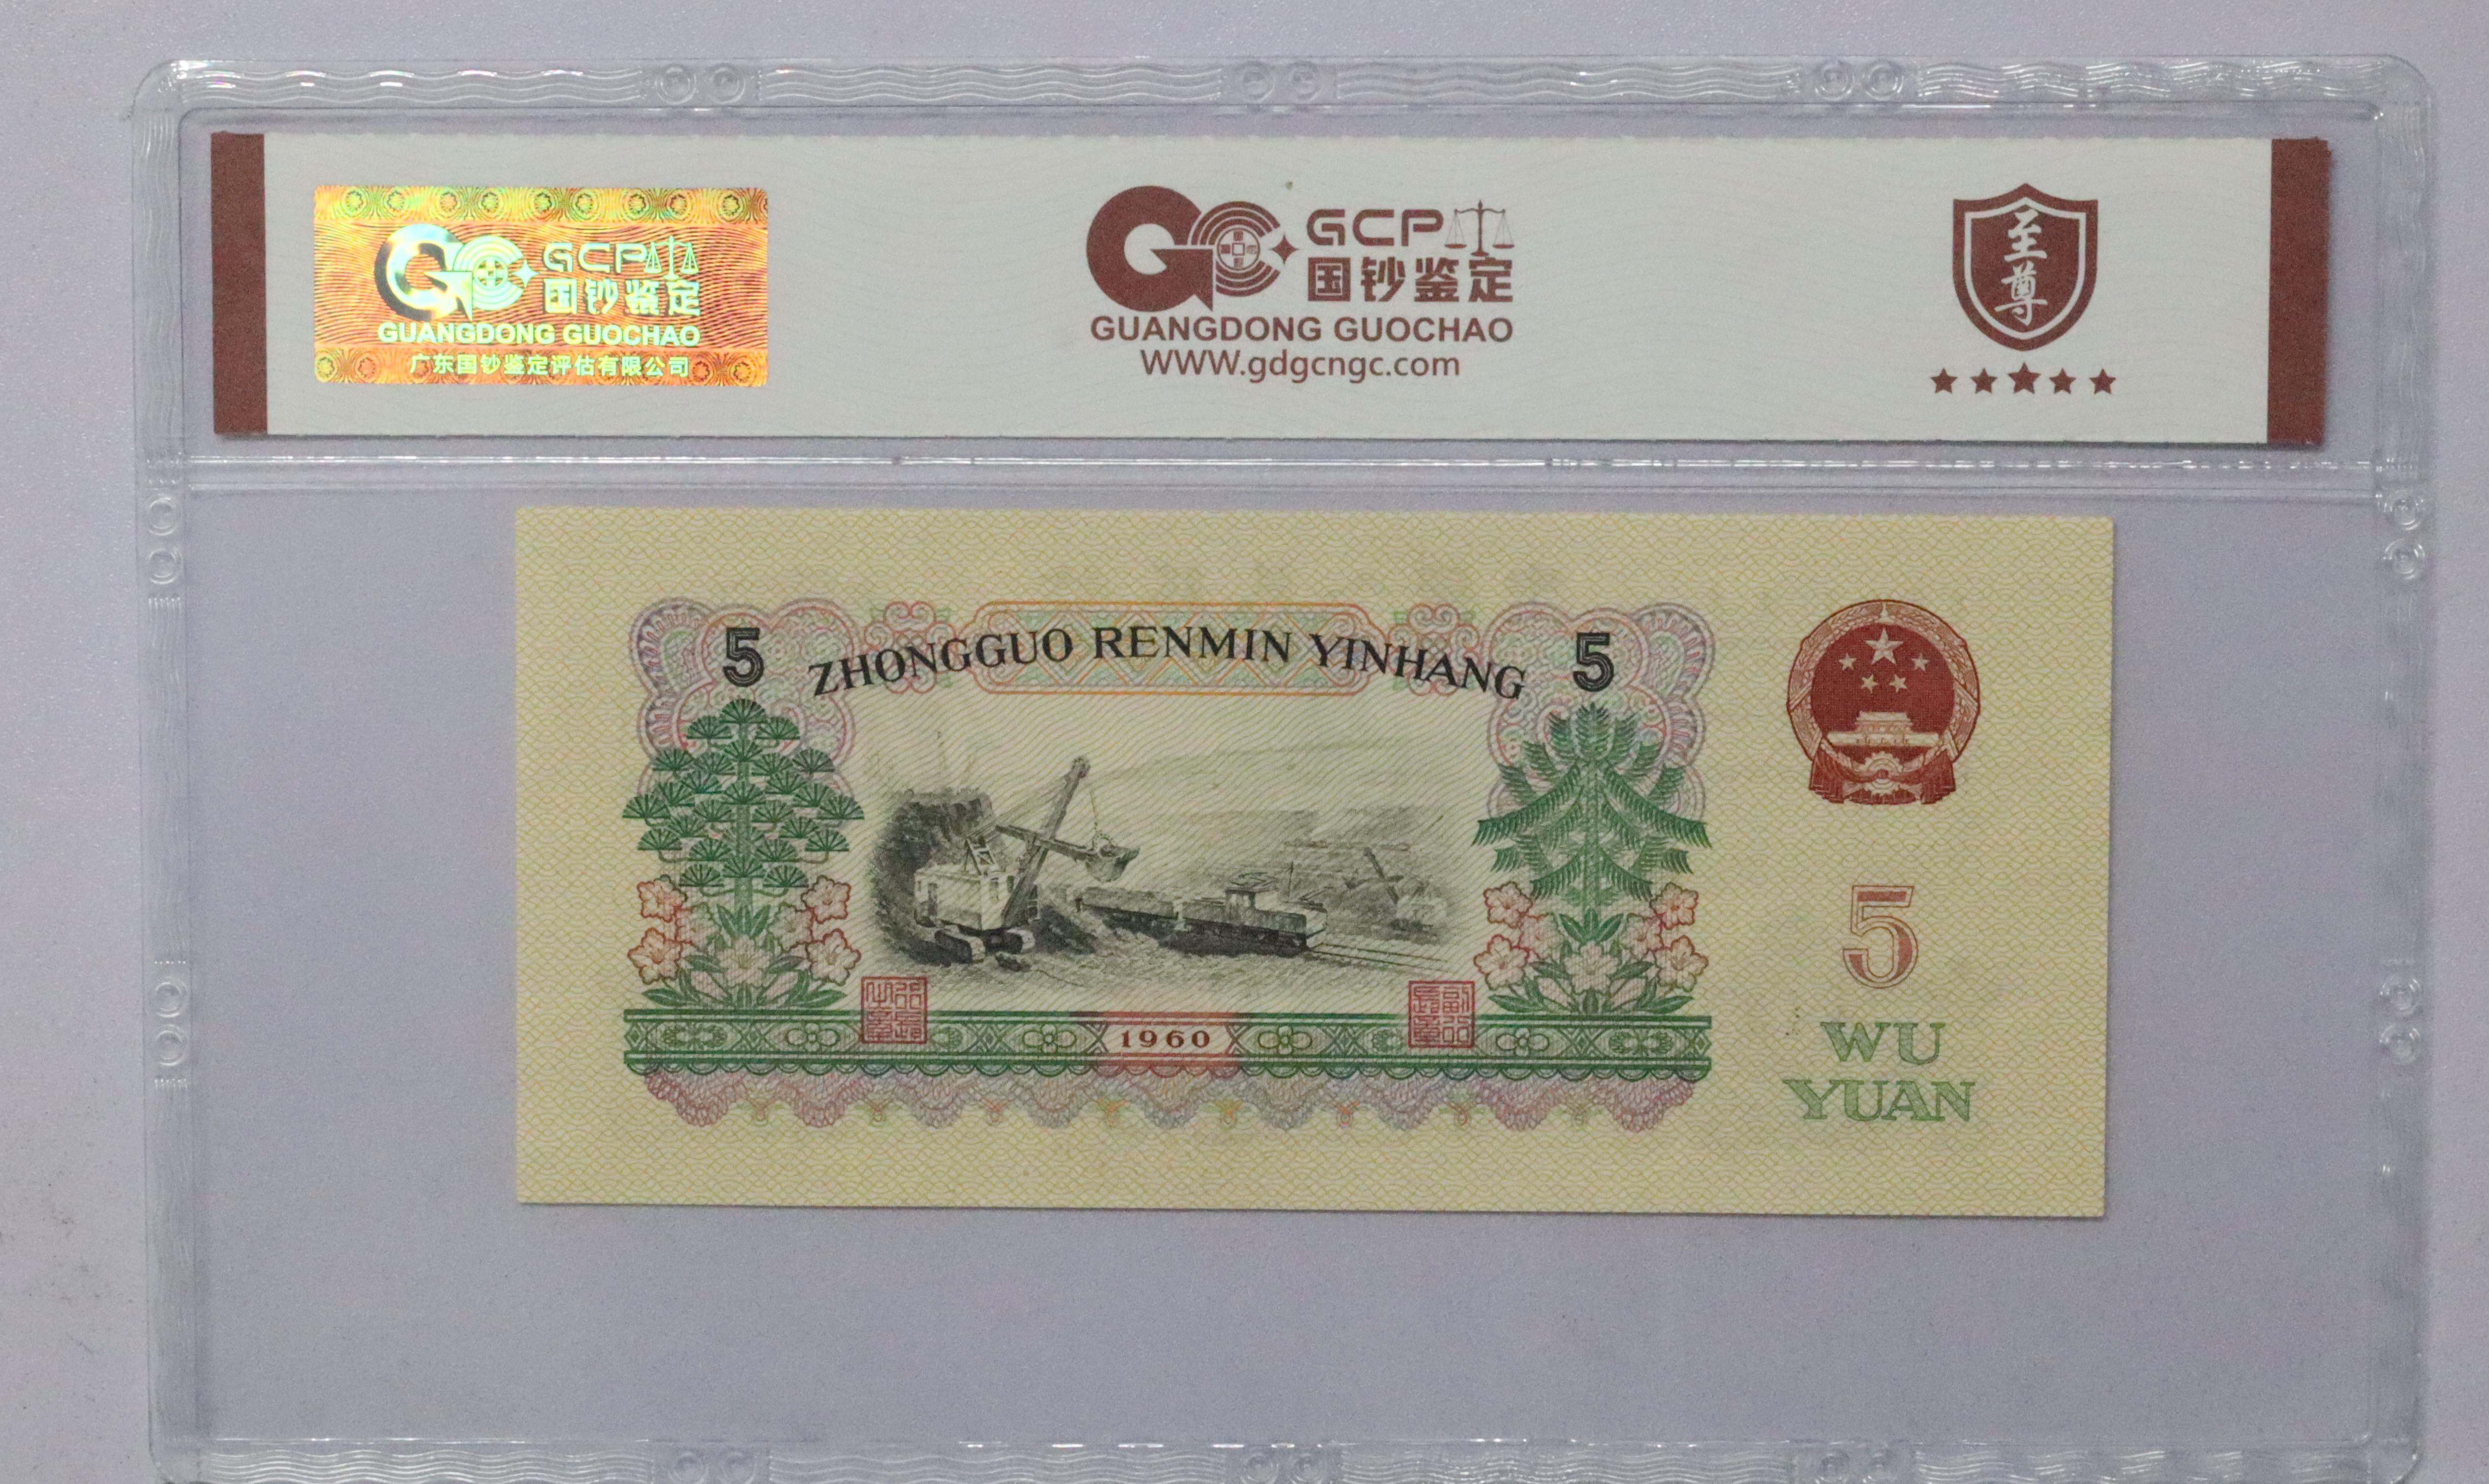 GCP
国钞鉴定
GUANGDONG GUOCHAO
广东国钞鉴定评估有限公司
GCP
国钞鉴定
GUANGDONG GUOCHAO
WWW.gdgcngc.com
至尊
5 ZHONGGUO RENMIN YINHANG 5
1960
5
WU
YUAN